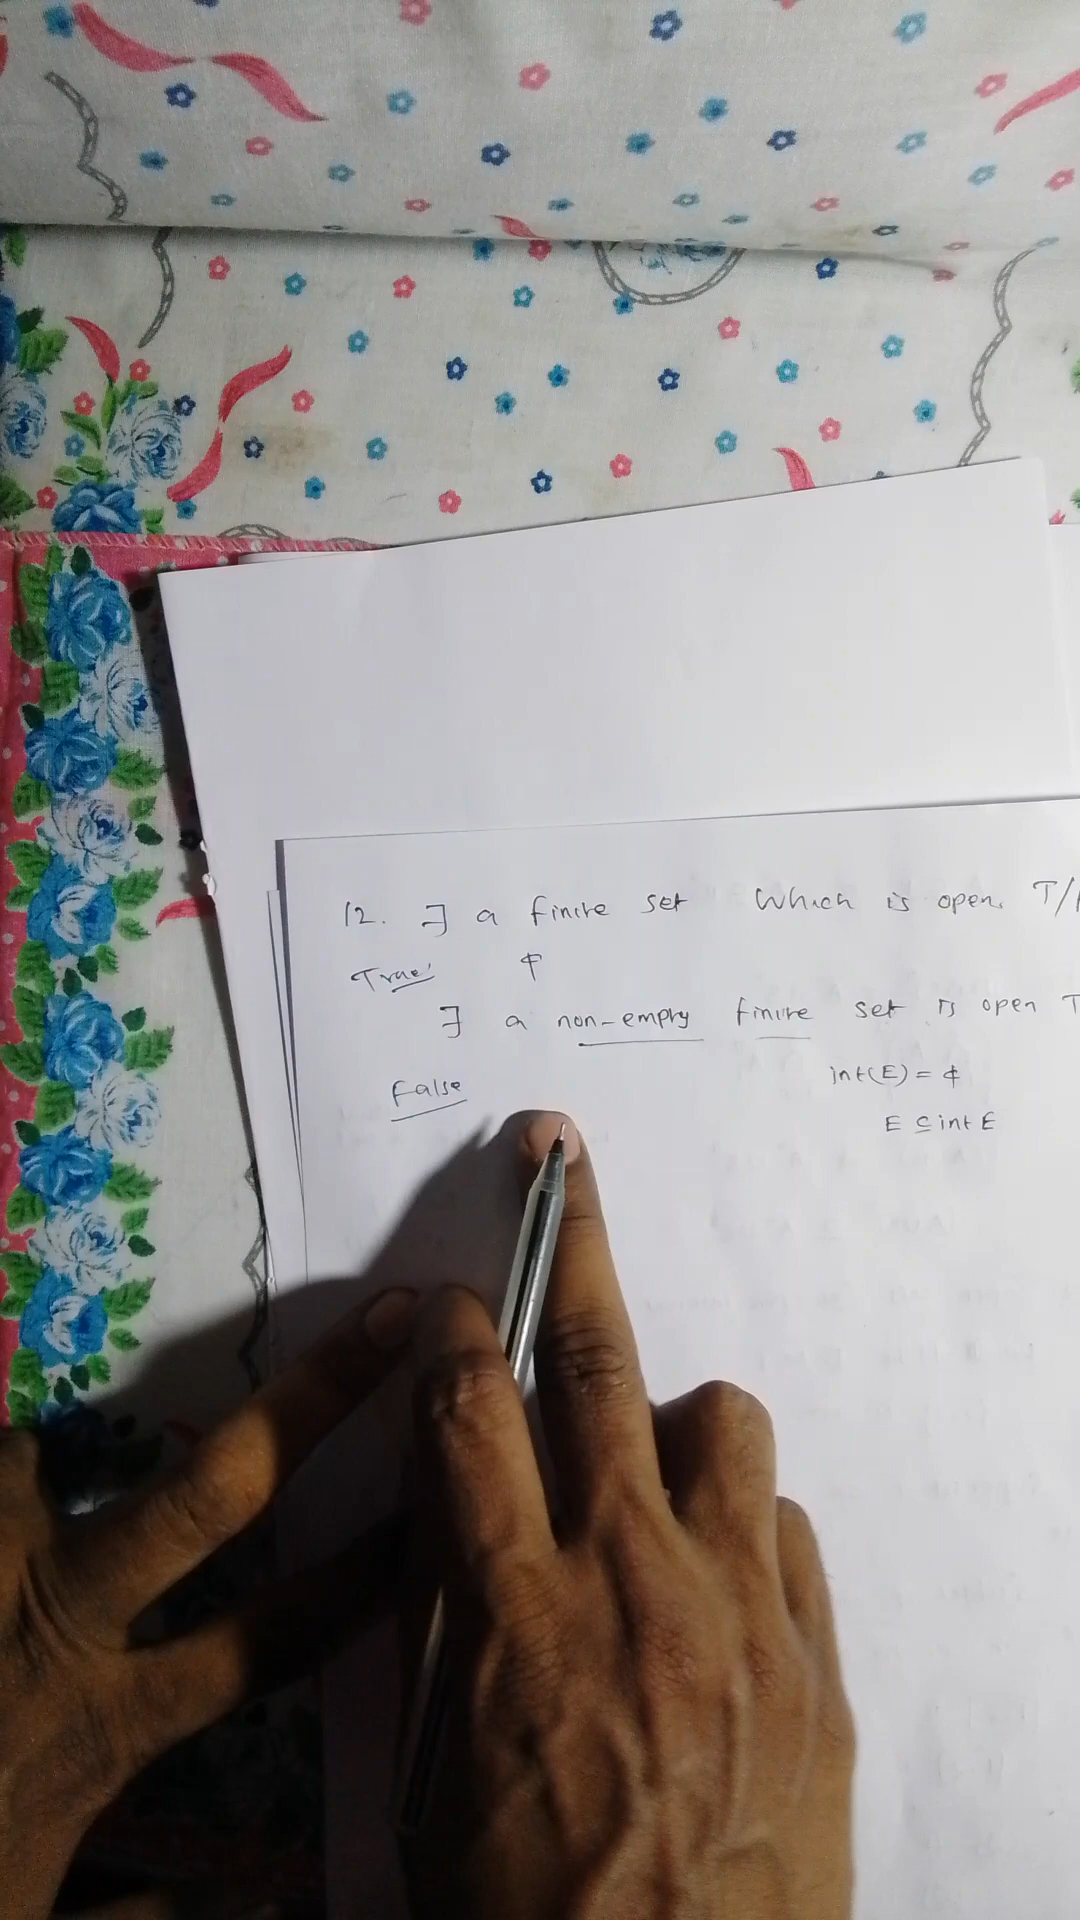 12. ∃ a finite set which is open. T/
True: ϕ
∃ a non-empty finite set is open T
False
int(E) = ϕ
E ⊆ int E